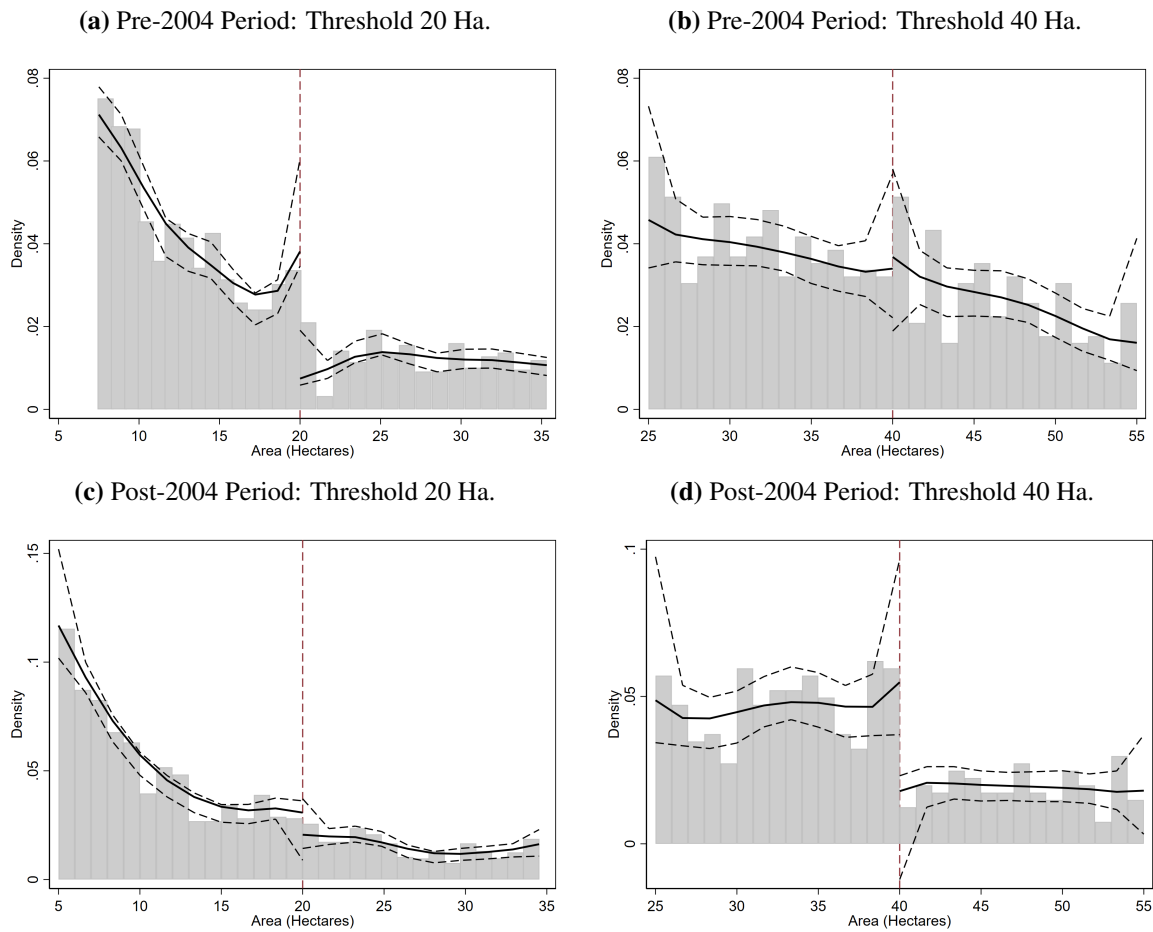 (a) Pre-2004 Period: Threshold 20 Ha.
Density
.08
.06
.04
.02
0
5 10 15 20 25 30 35
Area (Hectares)
(b) Pre-2004 Period: Threshold 40 Ha.
Density
.08
.06
.04
.02
0
25 30 35 40 45 50 55
Area (Hectares)
(c) Post-2004 Period: Threshold 20 Ha.
Density
.15
.1
.05
0
5 10 15 20 25 30 35
Area (Hectares)
(d) Post-2004 Period: Threshold 40 Ha.
Density
.1
.05
0
25 30 35 40 45 50 55
Area (Hectares)